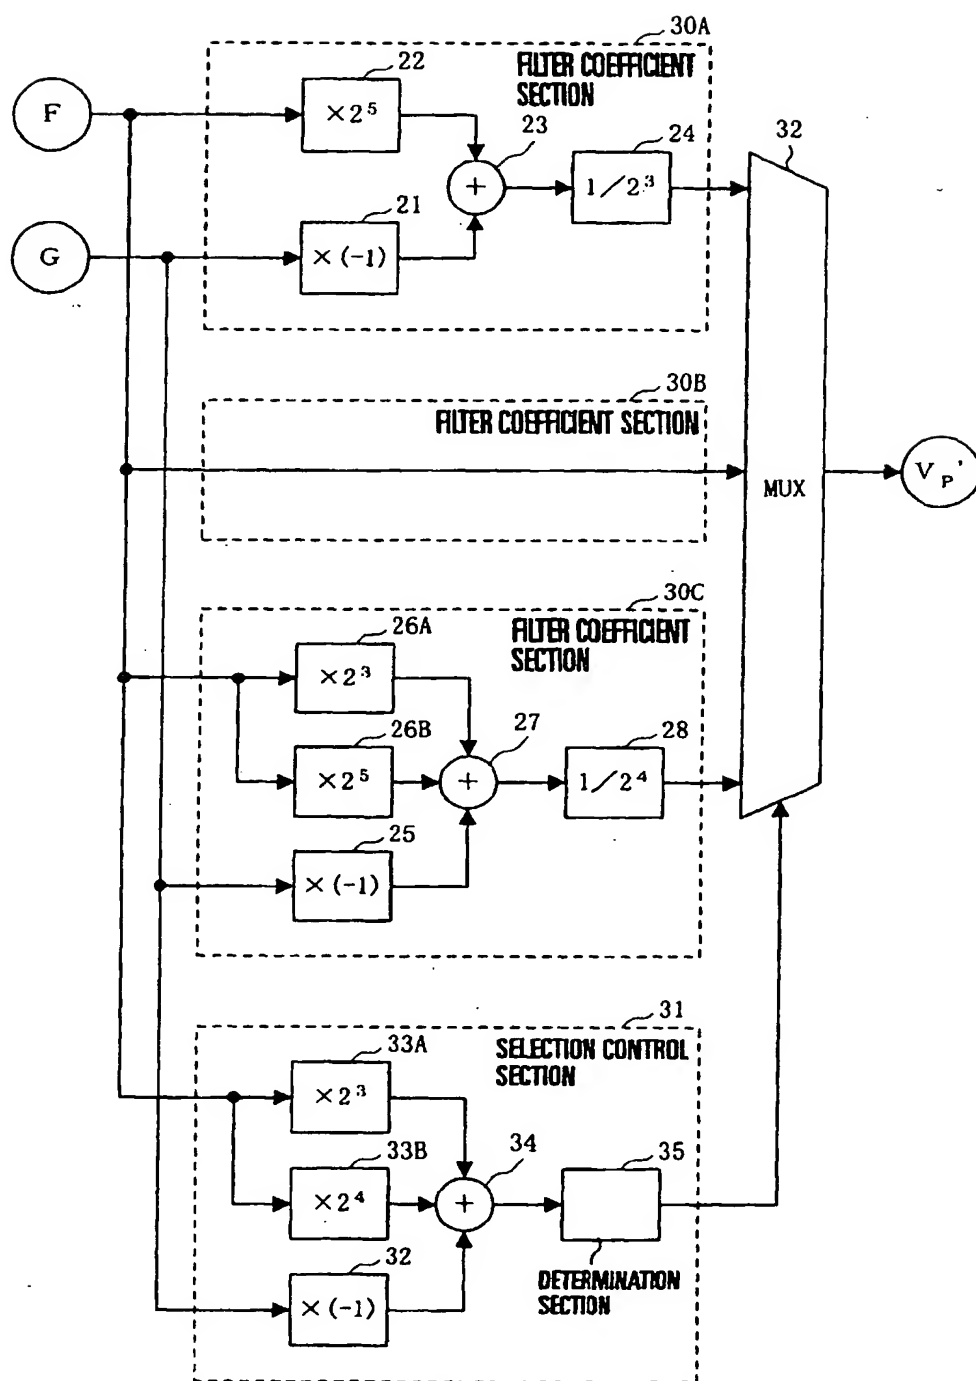 30A
FILTER COEFFICIENT
SECTION
22
×2⁵
F
23
+
24
1/2³
32
21
×(-1)
G
30B
FILTER COEFFICIENT SECTION
MUX
V_P'
30C
FILTER COEFFICIENT
SECTION
26A
×2³
26B
×2⁵
27
+
28
1/2⁴
25
×(-1)
31
SELECTION CONTROL
SECTION
33A
×2³
33B
×2⁴
34
+
35
DETERMINATION
SECTION
32
×(-1)